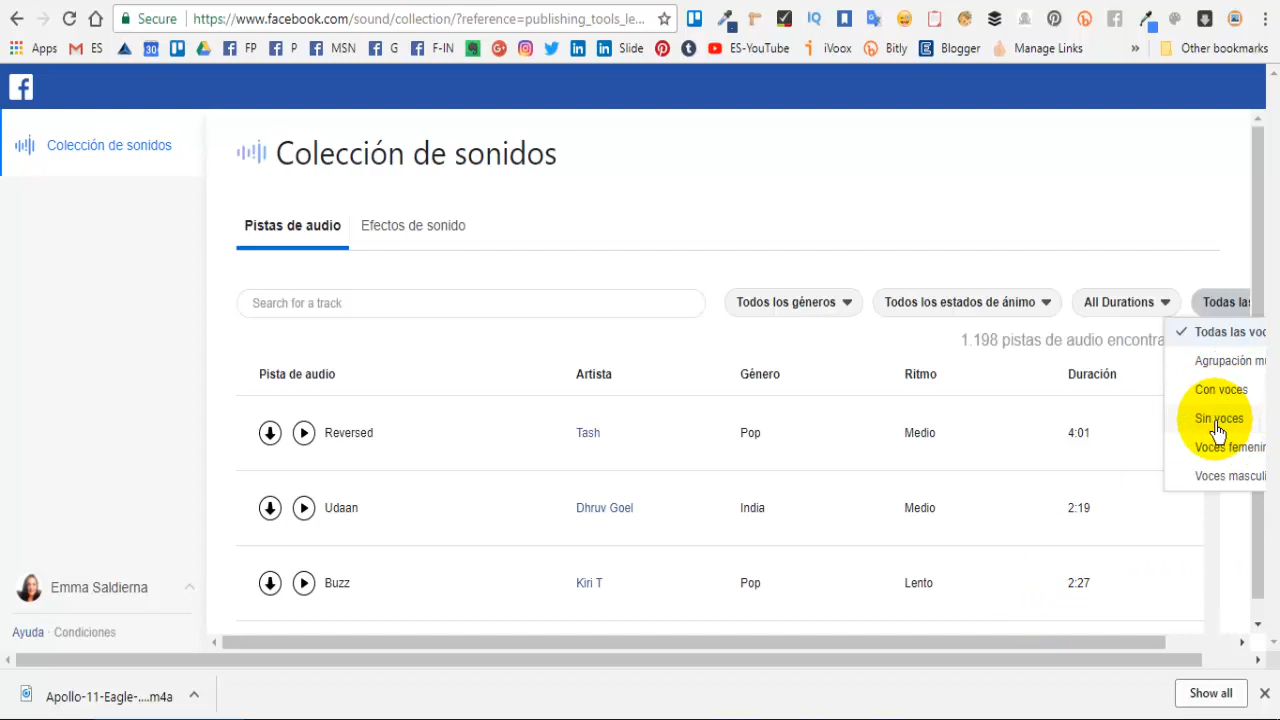 Secure https://www.facebook.com/sound/collection/?reference=publishing_tools_le...
Apps ES FP P MSN G F-IN Slide ES-YouTube iVoox Bitly Blogger Manage Links » Other bookmarks
Colección de sonidos
Colección de sonidos
Pistas de audio Efectos de sonido
Search for a track Todos los géneros Todos los estados de ánimo All Durations Todas las
1.198 pistas de audio encontra
Todas las voc
Agrupación mu
Con voces
Sin voces
Voces femenin
Voces masculi
Pista de audio Artista Género Ritmo Duración
Reversed Tash Pop Medio 4:01
Udaan Dhruv Goel India Medio 2:19
Buzz Kiri T Pop Lento 2:27
Emma Saldierna
Ayuda · Condiciones
Apollo-11-Eagle-....m4a Show all